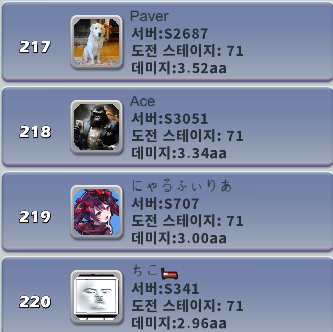 217
Paver
서버:S2687
도전 스테이지: 71
데미지:3.52aa
218
Ace
서버:S3051
도전 스테이지: 71
데미지:3.34aa
219
にゃるふぃりあ
서버:S707
도전 스테이지: 71
데미지:3.00aa
220
ちこ🛏️
서버:S341
도전 스테이지: 71
데미지:2.96aa